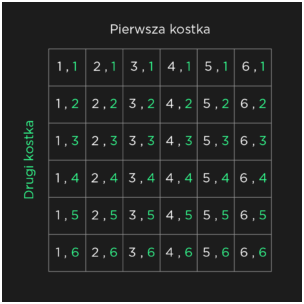 Pierwsza kostka
Drugi kostka
1 , 1 2 , 1 3 , 1 4 , 1 5 , 1 6 , 1
1 , 2 2 , 2 3 , 2 4 , 2 5 , 2 6 , 2
1 , 3 2 , 3 3 , 3 4 , 3 5 , 3 6 , 3
1 , 4 2 , 4 3 , 4 4 , 4 5 , 4 6 , 4
1 , 5 2 , 5 3 , 5 4 , 5 5 , 5 6 , 5
1 , 6 2 , 6 3 , 6 4 , 6 5 , 6 6 , 6